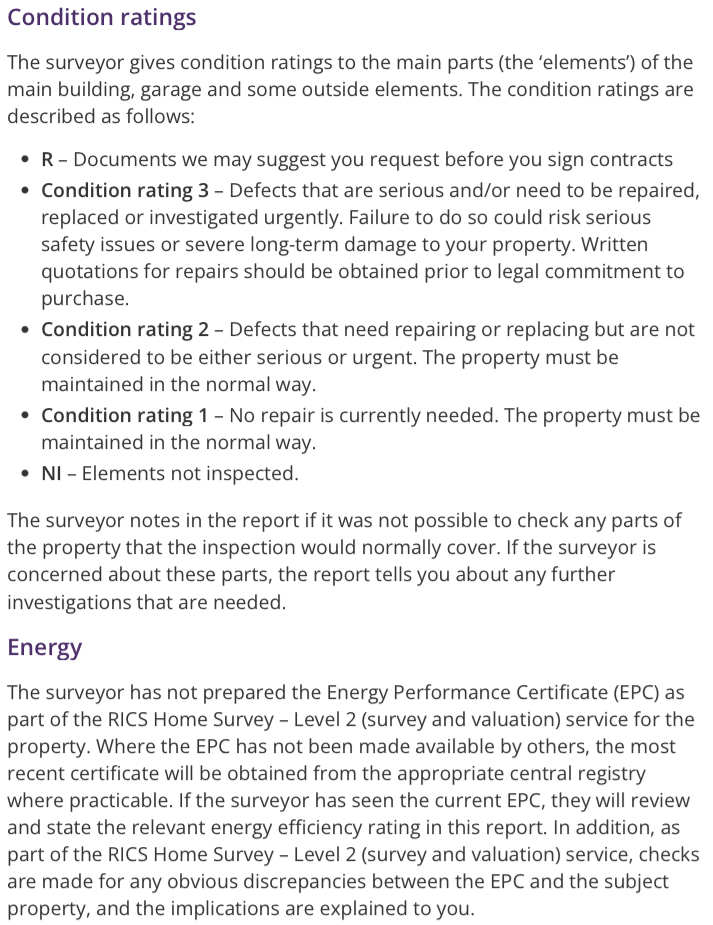 Condition ratings
The surveyor gives condition ratings to the main parts (the ‘elements’) of the
main building, garage and some outside elements. The condition ratings are
described as follows:
• R – Documents we may suggest you request before you sign contracts
• Condition rating 3 – Defects that are serious and/or need to be repaired,
replaced or investigated urgently. Failure to do so could risk serious
safety issues or severe long-term damage to your property. Written
quotations for repairs should be obtained prior to legal commitment to
purchase.
• Condition rating 2 – Defects that need repairing or replacing but are not
considered to be either serious or urgent. The property must be
maintained in the normal way.
• Condition rating 1 – No repair is currently needed. The property must be
maintained in the normal way.
• NI – Elements not inspected.
The surveyor notes in the report if it was not possible to check any parts of
the property that the inspection would normally cover. If the surveyor is
concerned about these parts, the report tells you about any further
investigations that are needed.
Energy
The surveyor has not prepared the Energy Performance Certificate (EPC) as
part of the RICS Home Survey – Level 2 (survey and valuation) service for the
property. Where the EPC has not been made available by others, the most
recent certificate will be obtained from the appropriate central registry
where practicable. If the surveyor has seen the current EPC, they will review
and state the relevant energy efficiency rating in this report. In addition, as
part of the RICS Home Survey – Level 2 (survey and valuation) service, checks
are made for any obvious discrepancies between the EPC and the subject
property, and the implications are explained to you.